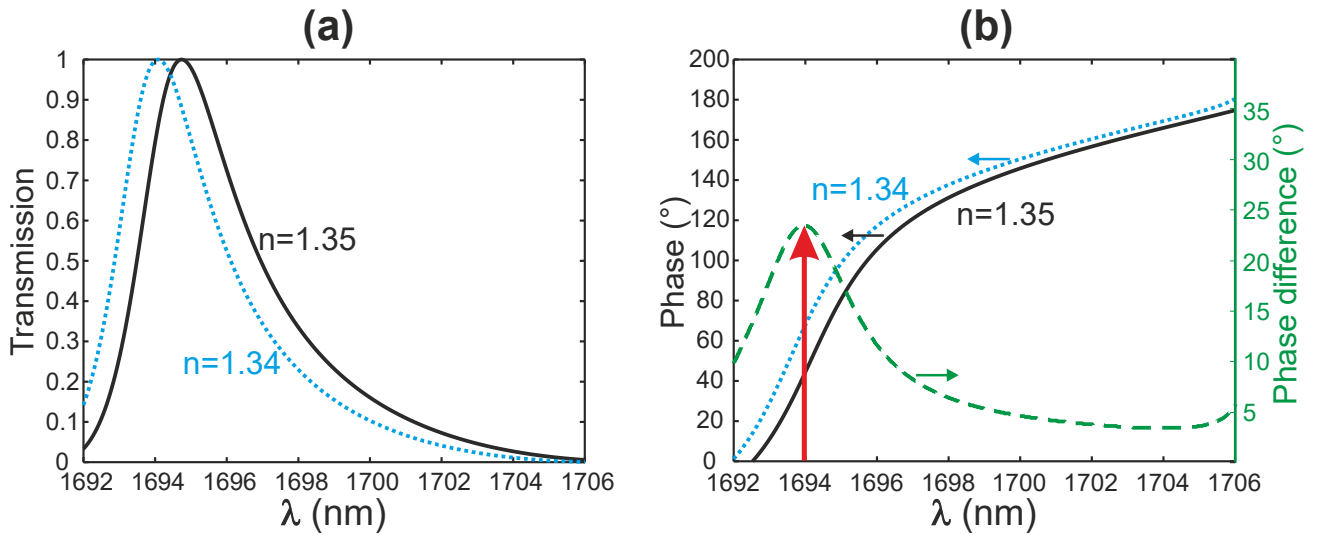 (a)
Transmission
1
0.9
0.8
0.7
0.6
0.5
0.4
0.3
0.2
0.1
0
n=1.35
n=1.34
1692 1694 1696 1698 1700 1702 1704 1706
λ (nm)
(b)
Phase (°)
200
180
160
140
120
100
80
60
40
20
0
n=1.34
n=1.35
35
30
25
20
15
10
5
Phase difference (°)
1692 1694 1696 1698 1700 1702 1704 1706
λ (nm)